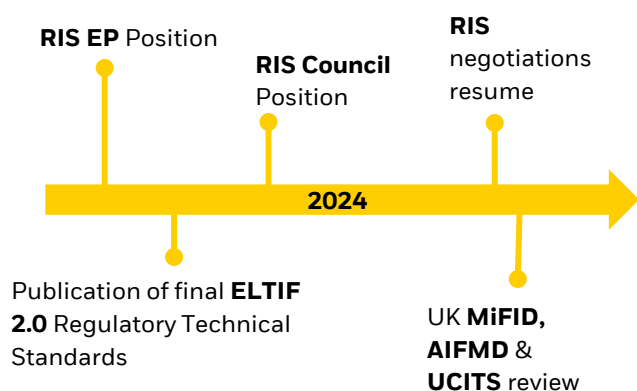 RIS EP Position
RIS Council
Position
RIS
negotiations
resume
2024
Publication of final ELTIF
2.0 Regulatory Technical
Standards
UK MiFID,
AIFMD &
UCITS review